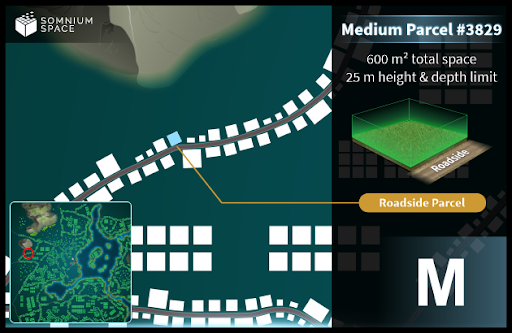 SOMNIUM
SPACE
Medium Parcel #3829
600 m² total space
25 m height & depth limit
Roadside
Roadside Parcel
M